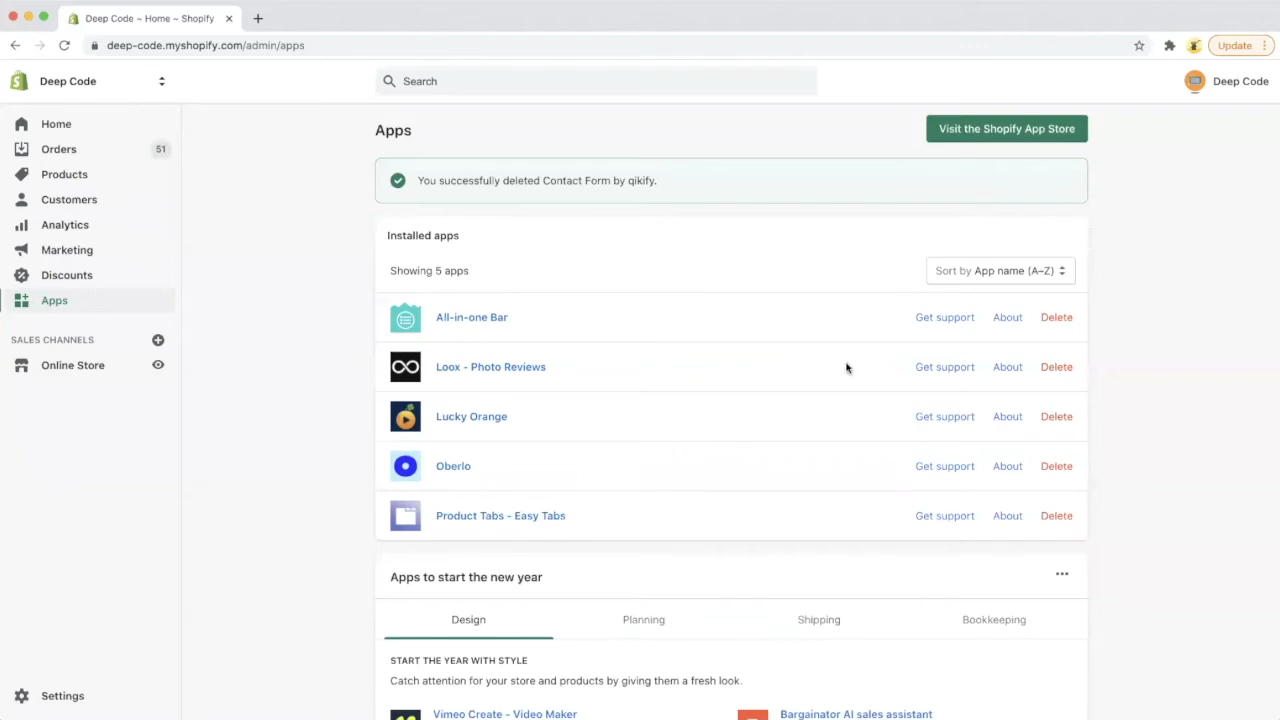 Deep Code ~ Home ~ Shopify
deep-code.myshopify.com/admin/apps
Update
Deep Code
Search
Deep Code
Home
Orders 51
Products
Customers
Analytics
Marketing
Discounts
Apps
SALES CHANNELS
Online Store
Settings
Apps
Visit the Shopify App Store
You successfully deleted Contact Form by qikify.
Installed apps
Showing 5 apps
Sort by App name (A–Z)
All-in-one Bar Get support About Delete
Loox - Photo Reviews Get support About Delete
Lucky Orange Get support About Delete
Oberlo Get support About Delete
Product Tabs - Easy Tabs Get support About Delete
Apps to start the new year
Design Planning Shipping Bookkeeping
START THE YEAR WITH STYLE
Catch attention for your store and products by giving them a fresh look.
Vimeo Create - Video Maker Bargainator AI sales assistant